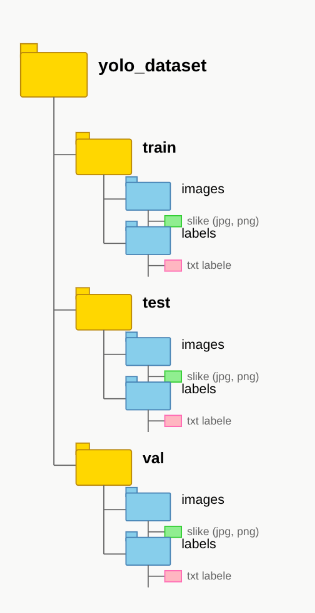 yolo_dataset
train
images
slike (jpg, png)
labels
txt labele
test
images
slike (jpg, png)
labels
txt labele
val
images
slike (jpg, png)
labels
txt labele